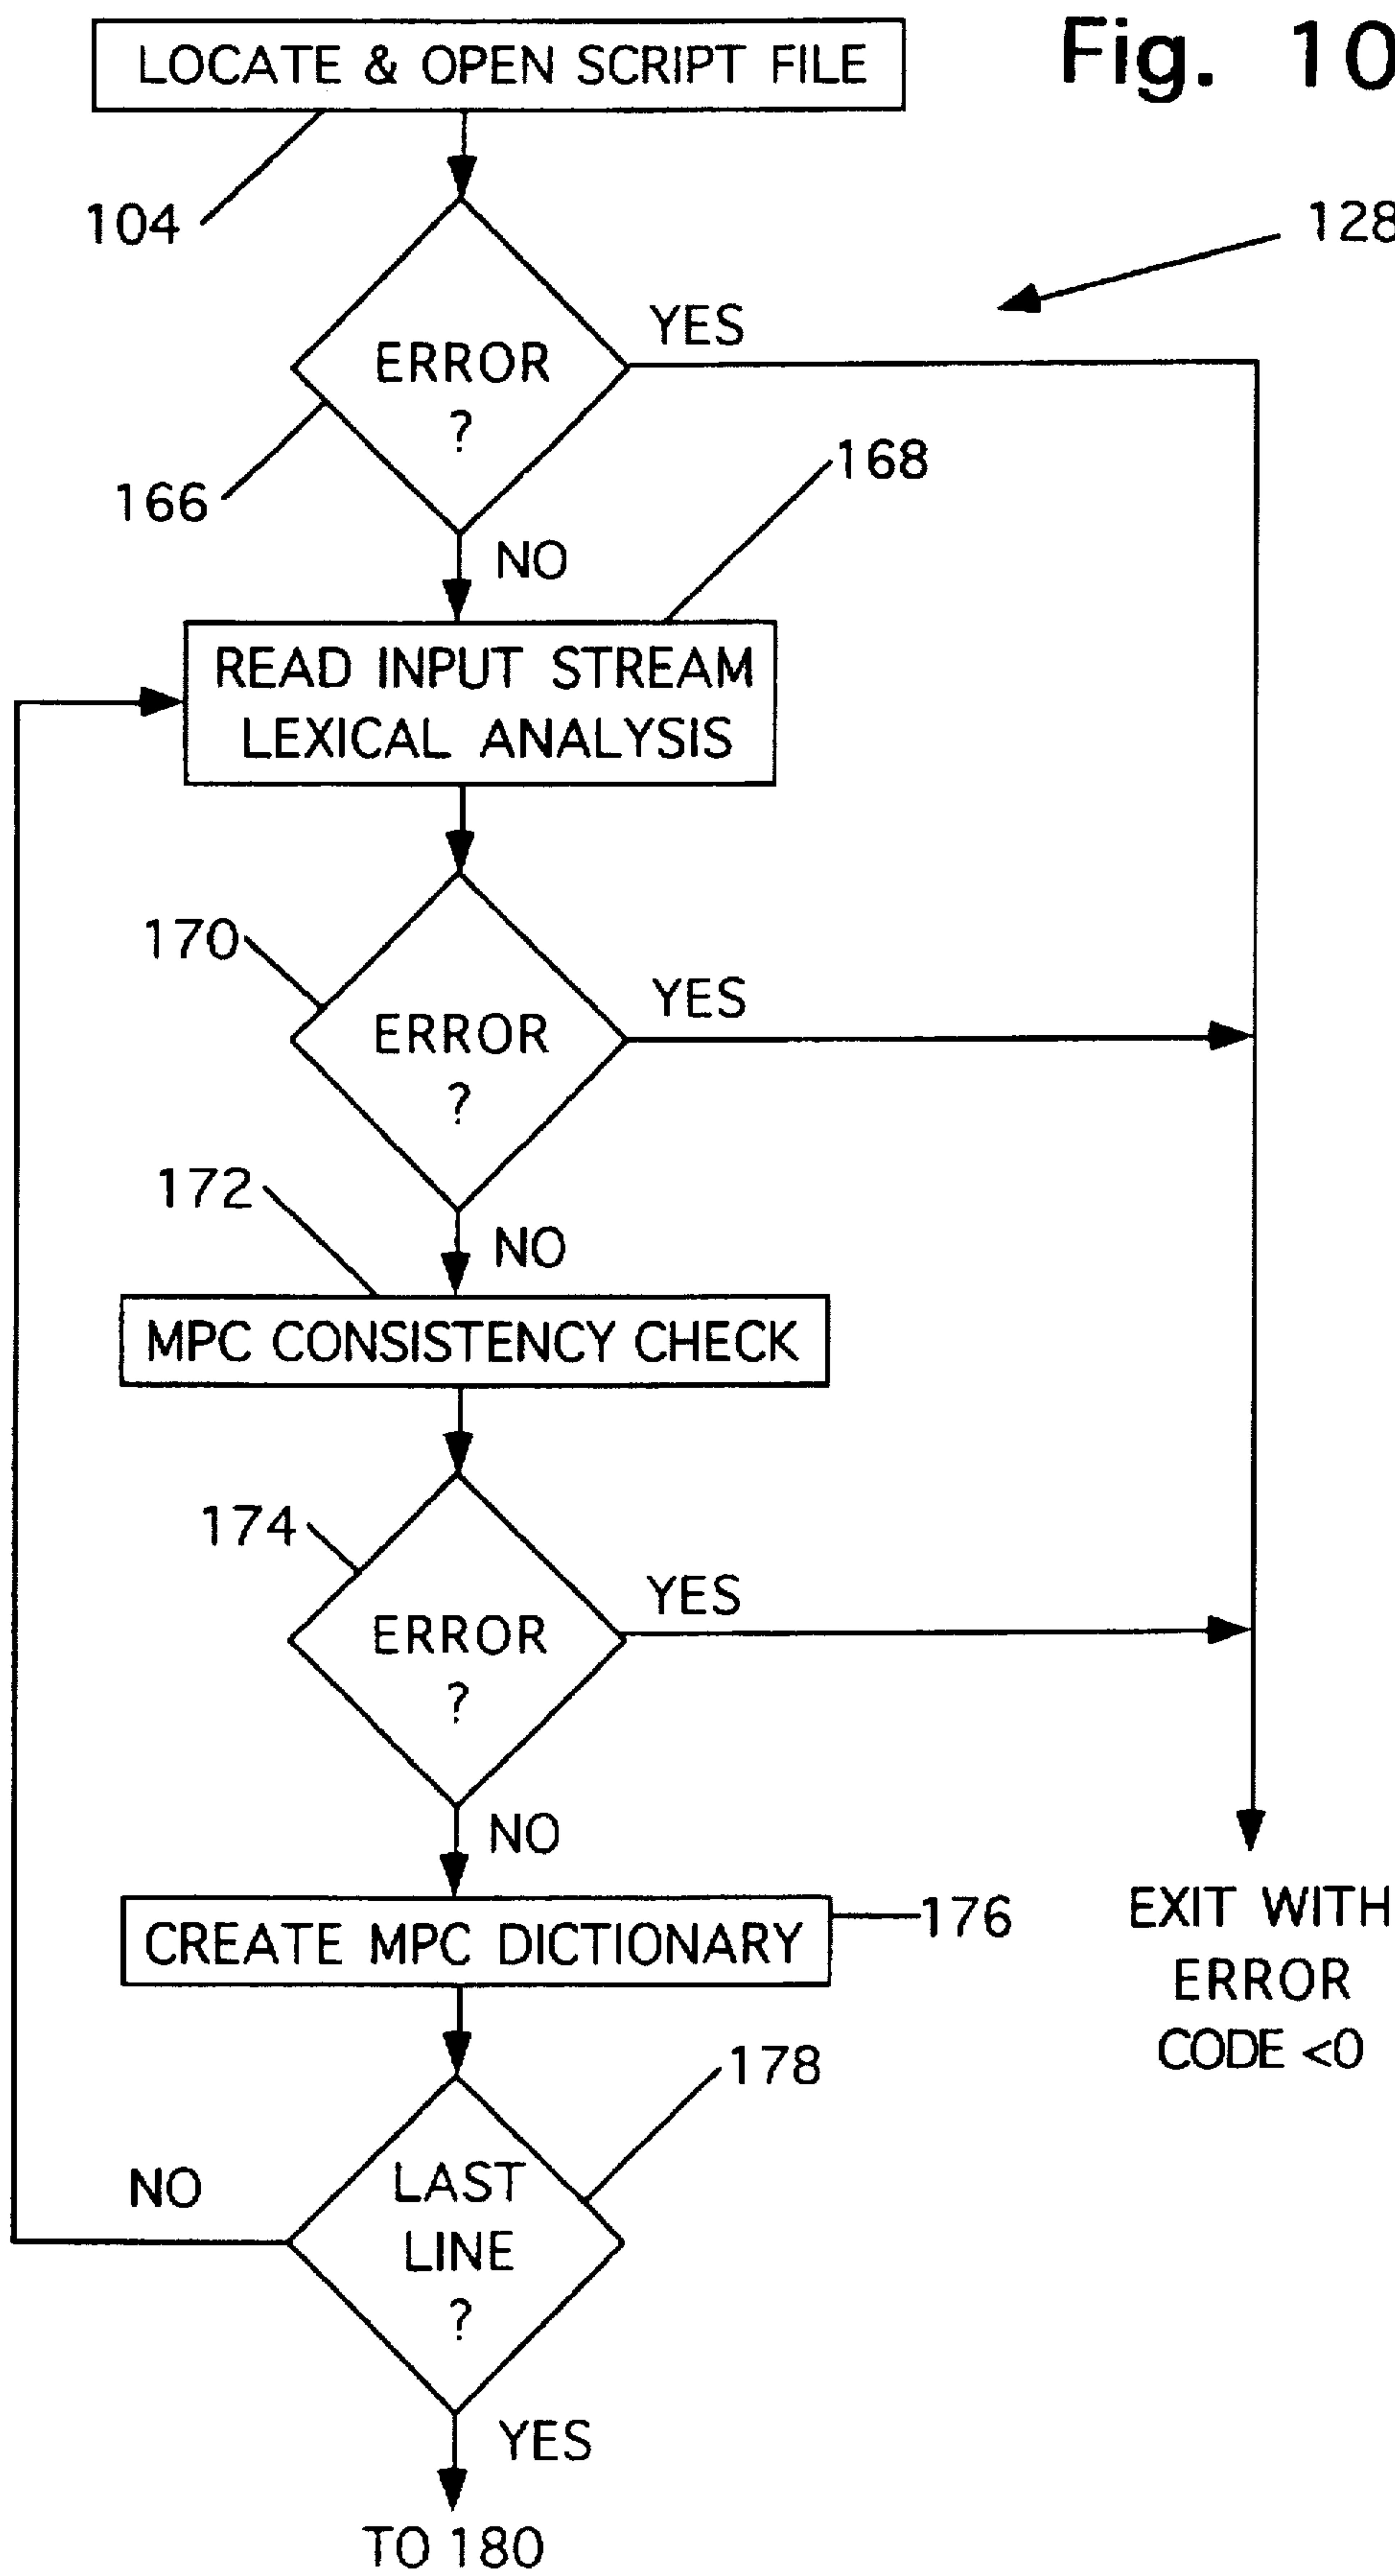 LOCATE & OPEN SCRIPT FILE
Fig. 10
104
128
ERROR
?
YES
166
168
NO
READ INPUT STREAM
LEXICAL ANALYSIS
170
ERROR
?
YES
172
NO
MPC CONSISTENCY CHECK
174
ERROR
?
YES
NO
CREATE MPC DICTIONARY
176
EXIT WITH
ERROR
CODE <0
178
LAST
LINE
?
NO
YES
TO 180